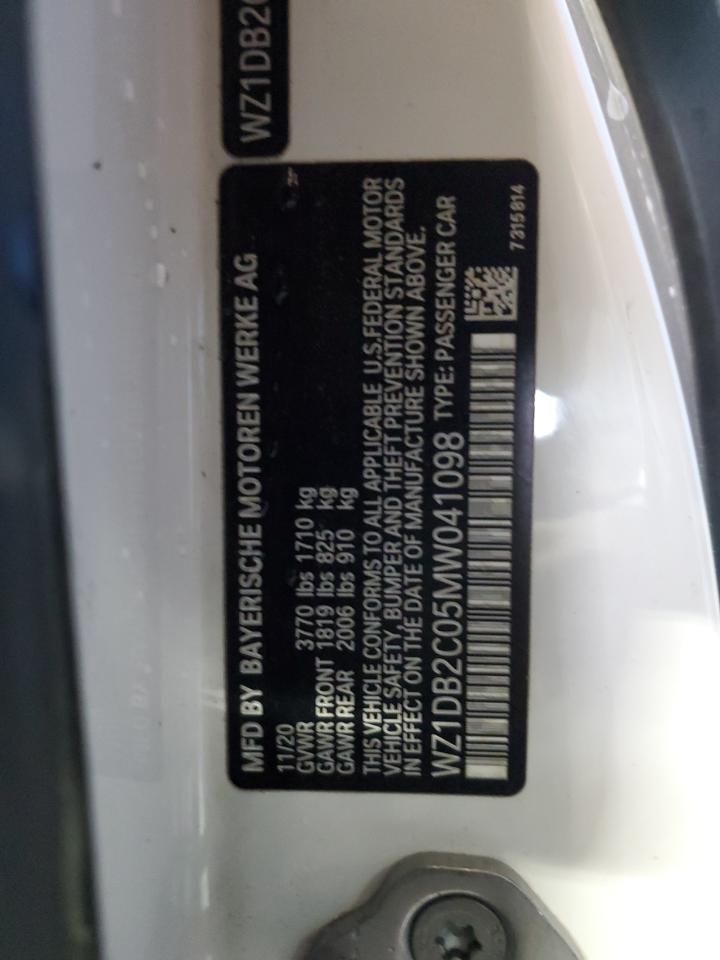 WZ1DB2C
MFD BY BAYERISCHE MOTOREN WERKE AG
11/20
GVWR 3770 lbs 1710 kg
GAWR FRONT 1819 lbs 825 kg
GAWR REAR 2006 lbs 910 kg
THIS VEHICLE CONFORMS TO ALL APPLICABLE U.S.FEDERAL MOTOR
VEHICLE SAFETY, BUMPER AND THEFT PREVENTION STANDARDS
IN EFFECT ON THE DATE OF MANUFACTURE SHOWN ABOVE.
WZ1DB2C05MW041098 TYPE: PASSENGER CAR
7315814